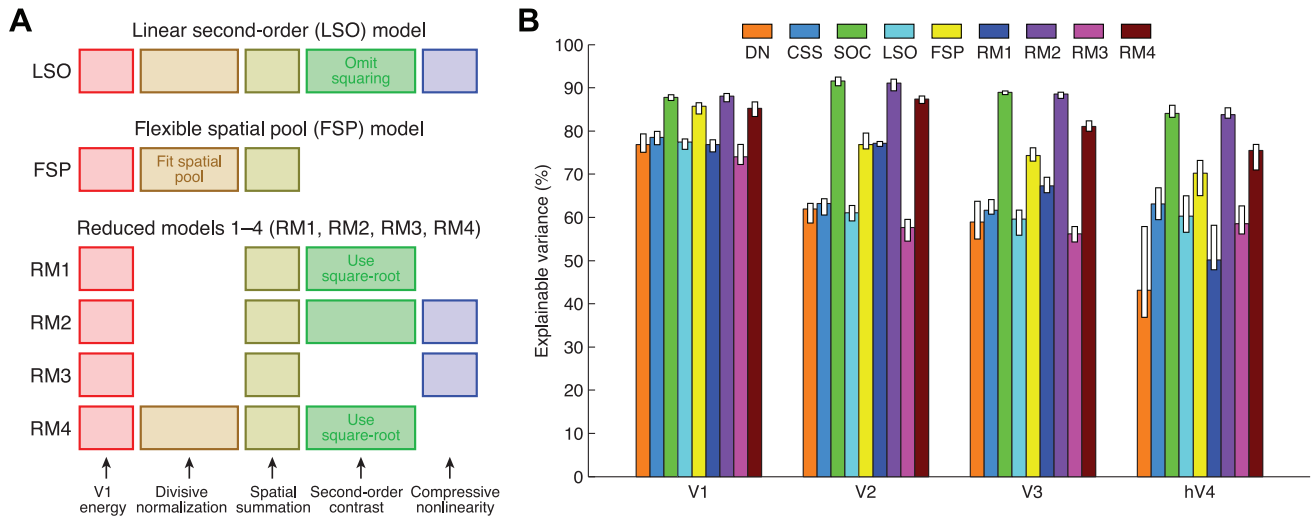 A
Linear second-order (LSO) model
LSO
Omit
squaring
Flexible spatial pool (FSP) model
FSP
Fit spatial
pool
Reduced models 1–4 (RM1, RM2, RM3, RM4)
RM1
Use
square-root
RM2
RM3
RM4
Use
square-root
V1
energy
Divisive
normalization
Spatial
summation
Second-order
contrast
Compressive
nonlinearity
B
DN CSS SOC LSO FSP RM1 RM2 RM3 RM4
Explainable variance (%)
100
90
80
70
60
50
40
30
20
10
0
V1 V2 V3 hV4